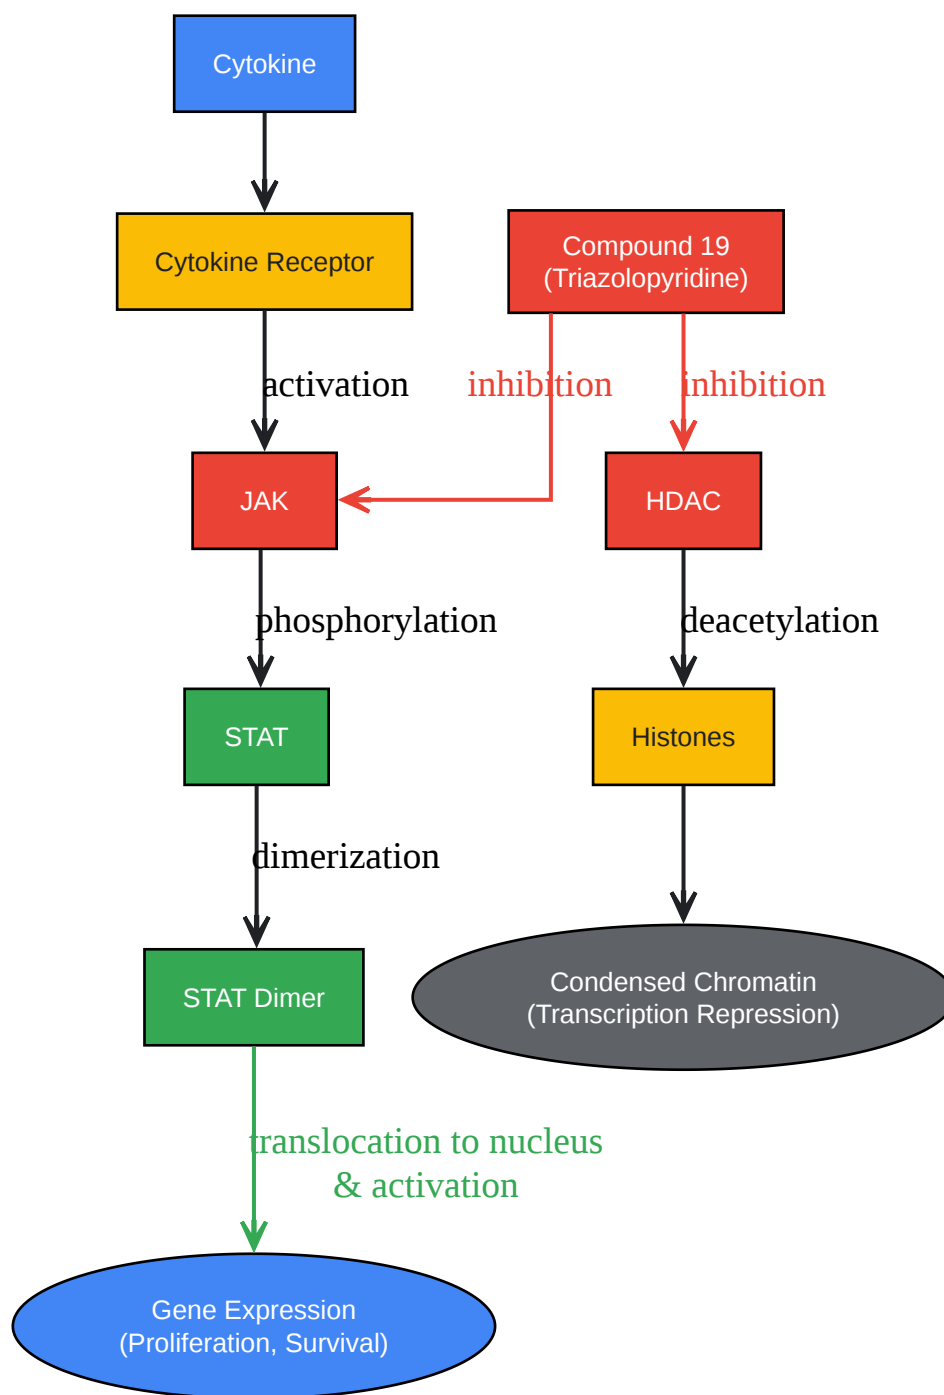 Cytokine
Cytokine Receptor
Compound 19
(Triazolopyridine)
activation
inhibition
inhibition
JAK
HDAC
phosphorylation
deacetylation
STAT
Histones
dimerization
STAT Dimer
Condensed Chromatin
(Transcription Repression)
translocation to nucleus
& activation
Gene Expression
(Proliferation, Survival)